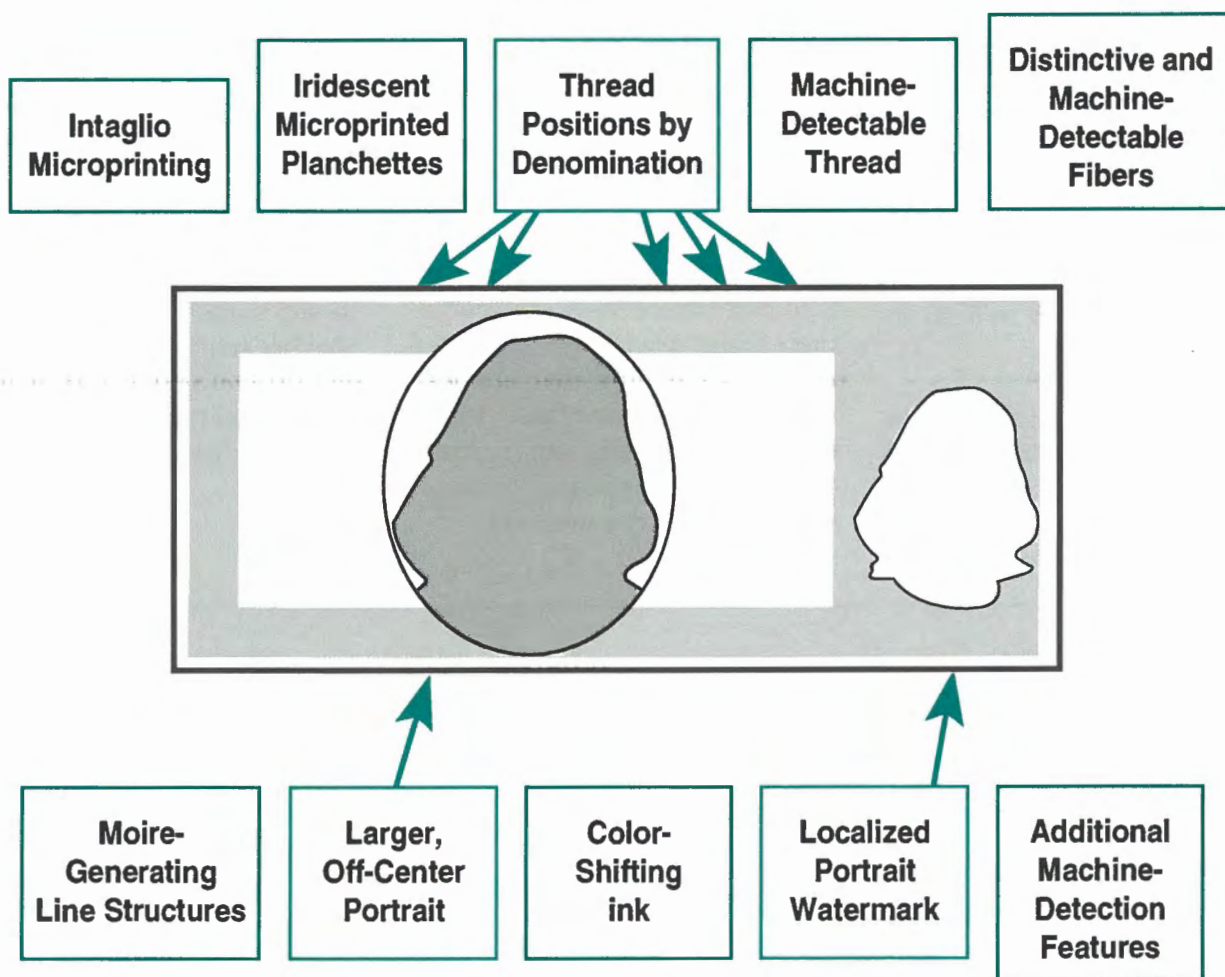 Intaglio
Microprinting
Iridescent
Microprinted
Planchettes
Thread
Positions by
Denomination
Machine-
Detectable
Thread
Distinctive and
Machine-
Detectable
Fibers
Moire-
Generating
Line Structures
Larger,
Off-Center
Portrait
Color-
Shifting
ink
Localized
Portrait
Watermark
Additional
Machine-
Detection
Features